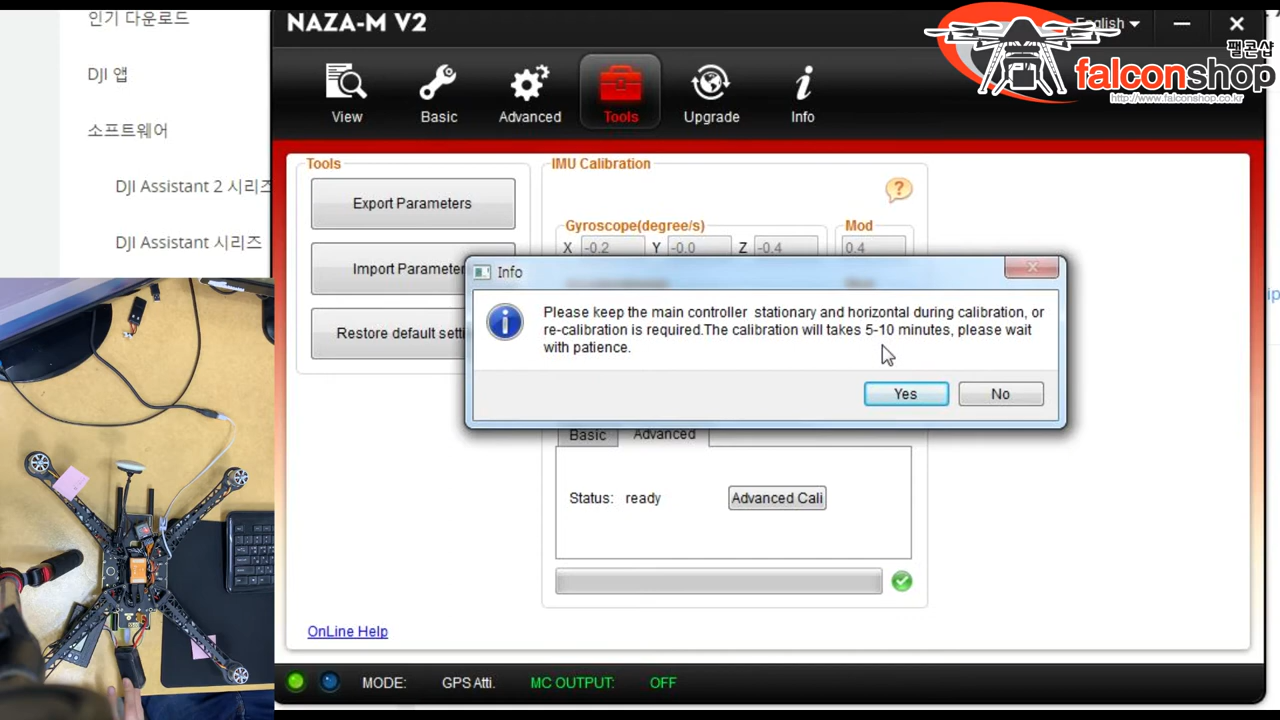 인기 다운로드
DJI 앱
소프트웨어
DJI Assistant 2 시리즈
DJI Assistant 시리즈
NAZA-M V2
English
팰콘샵
falconshop
http://www.falconshop.co.kr
View
Basic
Advanced
Tools
Upgrade
Info
Tools
Export Parameters
Import Parameter
Restore default setti
IMU Calibration
Gyroscope(degree/s)
X -0.2 Y -0.0 Z -0.4
Mod
0.4
Info
Please keep the main controller stationary and horizontal during calibration, or
re-calibration is required.The calibration will takes 5-10 minutes, please wait
with patience.
Yes
No
Basic
Advanced
Status: ready
Advanced Cali
OnLine Help
MODE: GPS Atti. MC OUTPUT: OFF